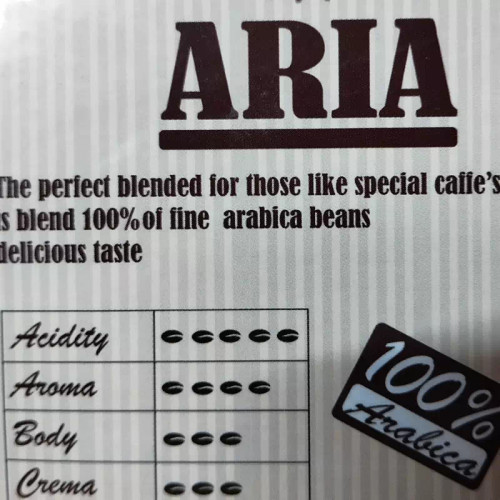 ARIA
The perfect blended for those like special caffe's
is blend 100% of fine arabica beans
delicious taste
Acidity
Aroma
Body
Crema
100%
Arabica